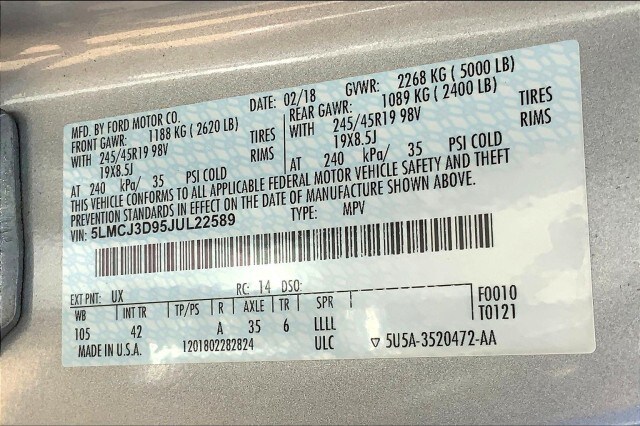 MFD. BY FORD MOTOR CO. DATE: 02/18 GVWR: 2268 KG ( 5000 LB)
FRONT GAWR: 1188 KG ( 2620 LB) REAR GAWR: 1089 KG ( 2400 LB)
WITH 245/45R19 98V TIRES WITH 245/45R19 98V TIRES
19X8.5J RIMS 19X8.5J RIMS
AT 240 kPa/ 35 PSI COLD AT 240 kPa/ 35 PSI COLD
THIS VEHICLE CONFORMS TO ALL APPLICABLE FEDERAL MOTOR VEHICLE SAFETY AND THEFT
PREVENTION STANDARDS IN EFFECT ON THE DATE OF MANUFACTURE SHOWN ABOVE.
5LMCJ3D95JUL22589 TYPE: MPV
EXT PNT: UX RC: 14 DSO: F0010
WB INT TR TP/PS R AXLE TR SPR T0121
105 42 A 35 6 LLLL
MADE IN U.S.A. 1201802282824 ULC ▽ 5U5A-3520472-AA